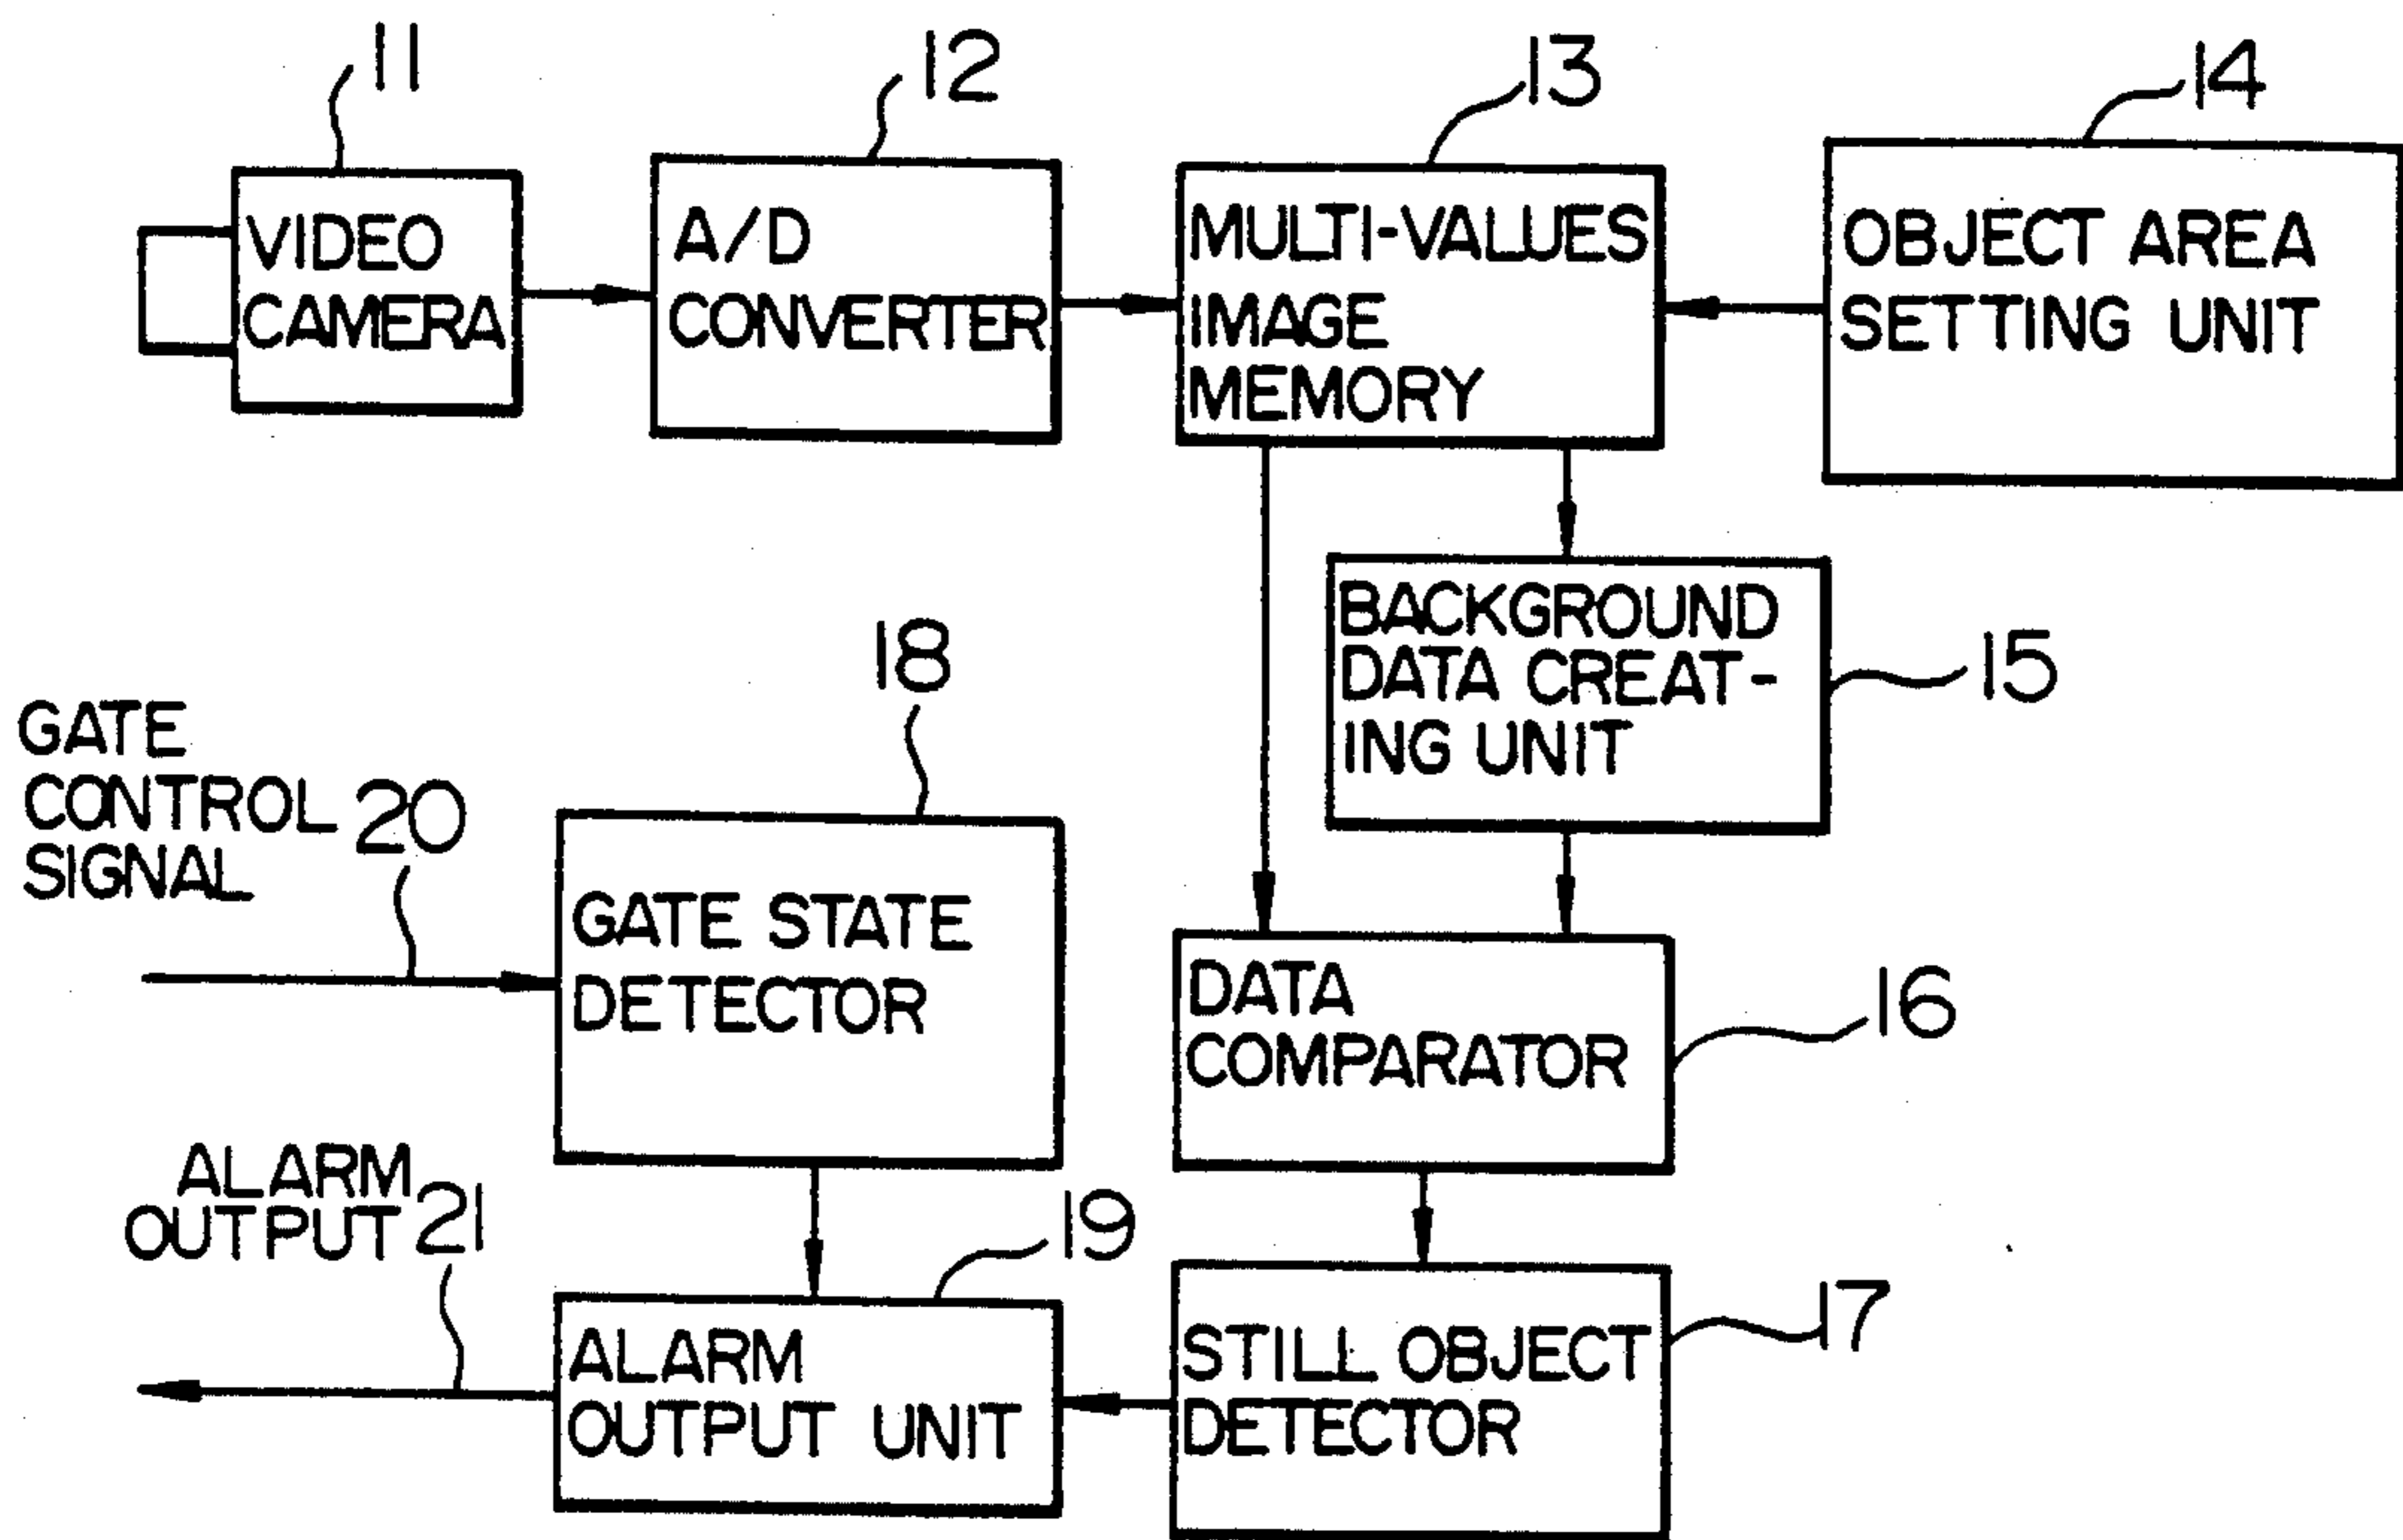 11
12
13
14
VIDEO
CAMERA
A/D
CONVERTER
MULTI-VALUES
IMAGE
MEMORY
OBJECT AREA
SETTING UNIT
BACKGROUND
DATA CREAT-
ING UNIT
15
18
GATE
CONTROL
SIGNAL
20
GATE STATE
DETECTOR
DATA
COMPARATOR
16
ALARM
OUTPUT
21
19
ALARM
OUTPUT UNIT
STILL OBJECT
DETECTOR
17